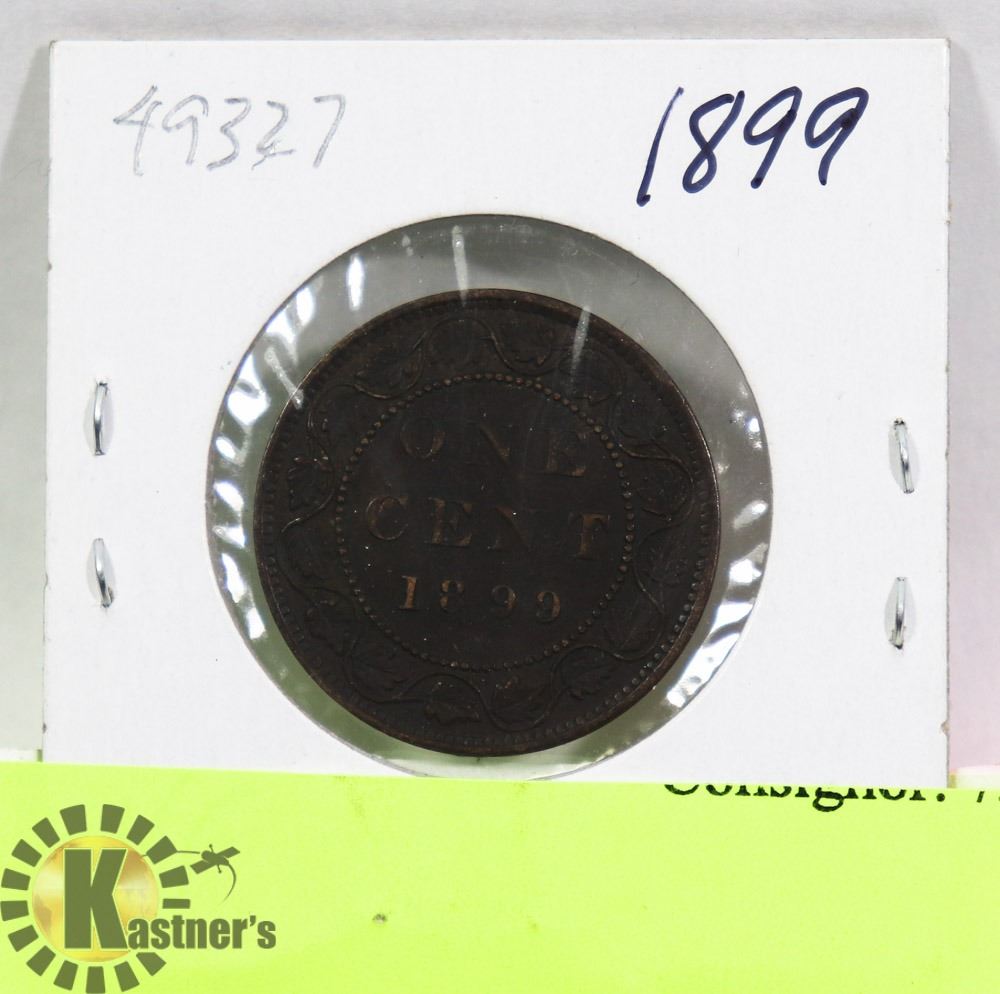 49327 1899
ONE
CENT
1899
Consignor:
Kastner's